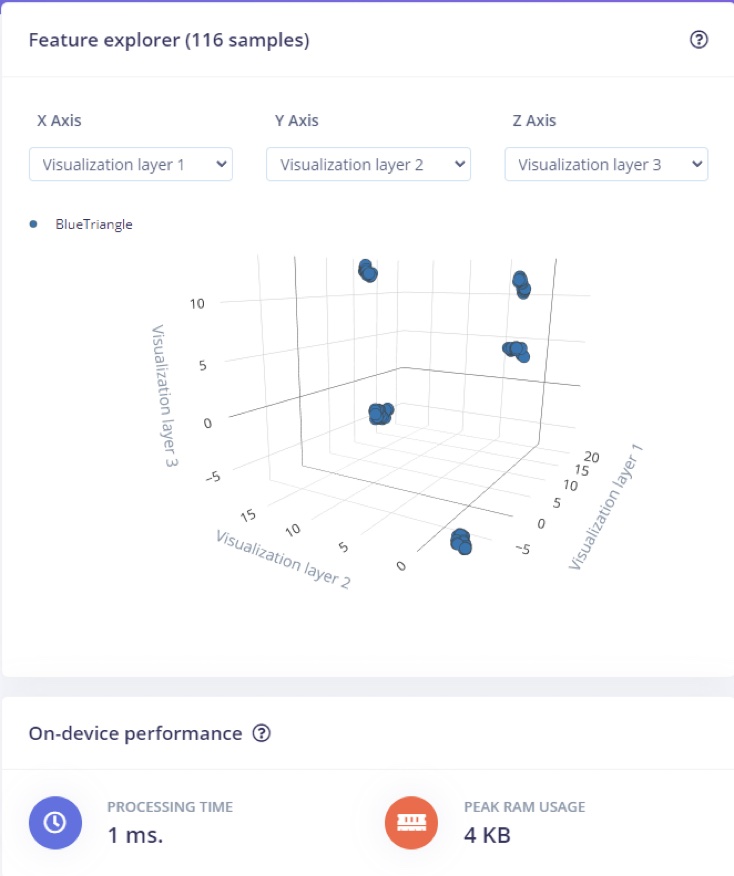 Feature explorer (116 samples)
X Axis Y Axis Z Axis
Visualization layer 1 Visualization layer 2 Visualization layer 3
BlueTriangle
10
5
0
−5
Visualization layer 3
15
10
5
0
Visualization layer 2
20
15
10
5
0
−5
Visualization layer 1
On-device performance
PROCESSING TIME PEAK RAM USAGE
1 ms. 4 KB